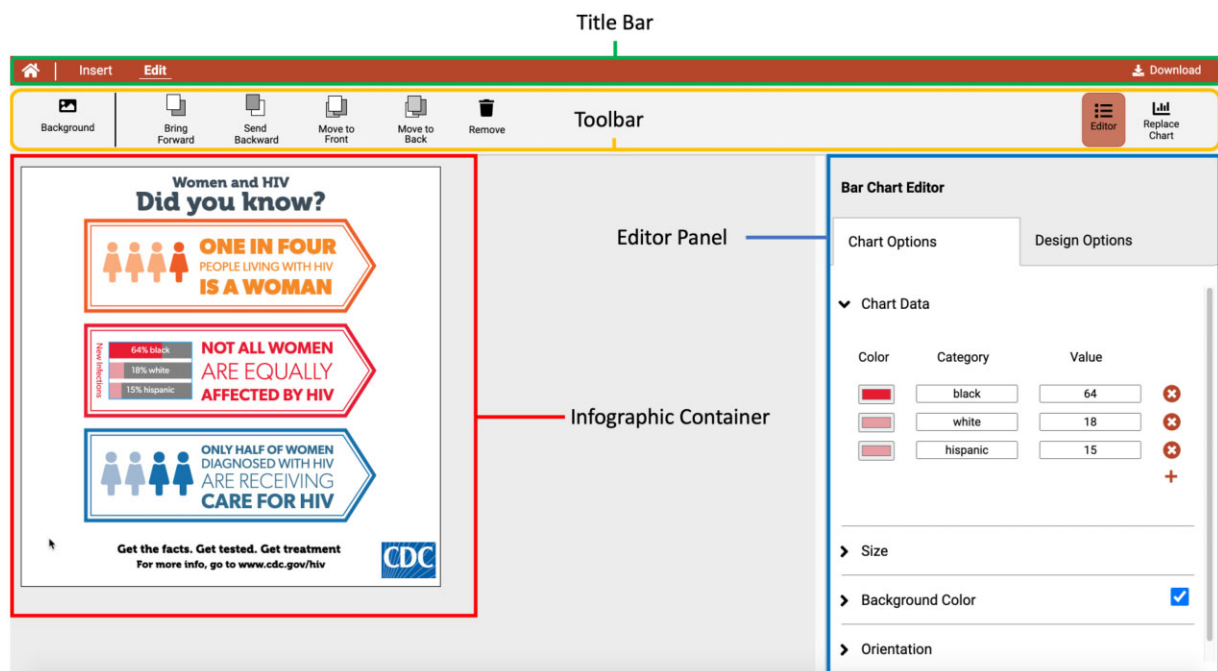 Title Bar
Insert Edit Download
Background
Bring Forward
Send Backward
Move to Front
Move to Back
Remove
Toolbar
Editor
Replace Chart
Women and HIV
Did you know?
ONE IN FOUR
PEOPLE LIVING WITH HIV
IS A WOMAN
New Infections
64% black
18% white
15% hispanic
NOT ALL WOMEN
ARE EQUALLY
AFFECTED BY HIV
ONLY HALF OF WOMEN
DIAGNOSED WITH HIV
ARE RECEIVING
CARE FOR HIV
Get the facts. Get tested. Get treatment
For more info, go to www.cdc.gov/hiv
CDC
Infographic Container
Editor Panel
Bar Chart Editor
Chart Options Design Options
Chart Data
Color Category Value
black 64
white 18
hispanic 15
Size
Background Color
Orientation